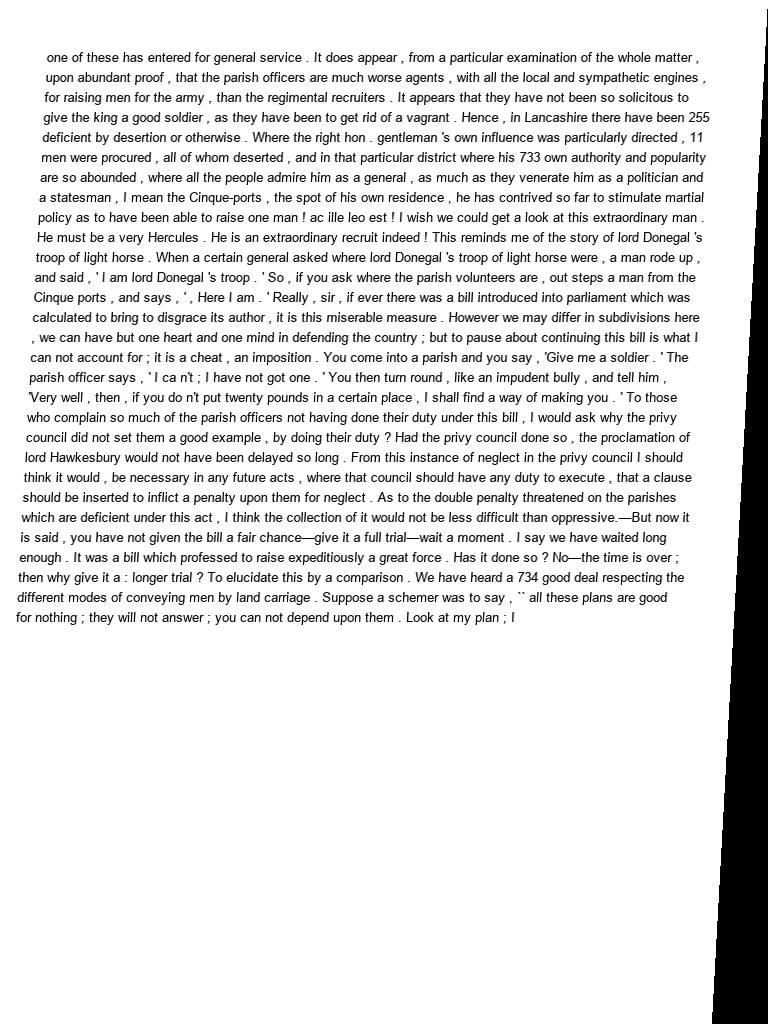 one of these has entered for general service . It does appear , from a particular examination of the whole matter ,
upon abundant proof , that the parish officers are much worse agents , with all the local and sympathetic engines ,
for raising men for the army , than the regimental recruiters . It appears that they have not been so solicitous to
give the king a good soldier , as they have been to get rid of a vagrant . Hence , in Lancashire there have been 255
deficient by desertion or otherwise . Where the right hon . gentleman 's own influence was particularly directed , 11
men were procured , all of whom deserted , and in that particular district where his 733 own authority and popularity
are so abounded , where all the people admire him as a general , as much as they venerate him as a politician and
a statesman , I mean the Cinque-ports , the spot of his own residence , he has contrived so far to stimulate martial
policy as to have been able to raise one man ! ac ille leo est ! I wish we could get a look at this extraordinary man .
He must be a very Hercules . He is an extraordinary recruit indeed ! This reminds me of the story of lord Donegal 's
troop of light horse . When a certain general asked where lord Donegal 's troop of light horse were , a man rode up ,
and said , ' I am lord Donegal 's troop . ' So , if you ask where the parish volunteers are , out steps a man from the
Cinque ports , and says , ' , Here I am . ' Really , sir , if ever there was a bill introduced into parliament which was
calculated to bring to disgrace its author , it is this miserable measure . However we may differ in subdivisions here
, we can have but one heart and one mind in defending the country ; but to pause about continuing this bill is what I
can not account for ; it is a cheat , an imposition . You come into a parish and you say , 'Give me a soldier . ' The
parish officer says , ' I ca n't ; I have not got one . ' You then turn round , like an impudent bully , and tell him ,
'Very well , then , if you do n't put twenty pounds in a certain place , I shall find a way of making you . ' To those
who complain so much of the parish officers not having done their duty under this bill , I would ask why the privy
council did not set them a good example , by doing their duty ? Had the privy council done so , the proclamation of
lord Hawkesbury would not have been delayed so long . From this instance of neglect in the privy council I should
think it would , be necessary in any future acts , where that council should have any duty to execute , that a clause
should be inserted to inflict a penalty upon them for neglect . As to the double penalty threatened on the parishes
which are deficient under this act , I think the collection of it would not be less difficult than oppressive.—But now it
is said , you have not given the bill a fair chance—give it a full trial—wait a moment . I say we have waited long
enough . It was a bill which professed to raise expeditiously a great force . Has it done so ? No—the time is over ;
then why give it a : longer trial ? To elucidate this by a comparison . We have heard a 734 good deal respecting the
different modes of conveying men by land carriage . Suppose a schemer was to say , `` all these plans are good
for nothing ; they will not answer ; you can not depend upon them . Look at my plan ; I